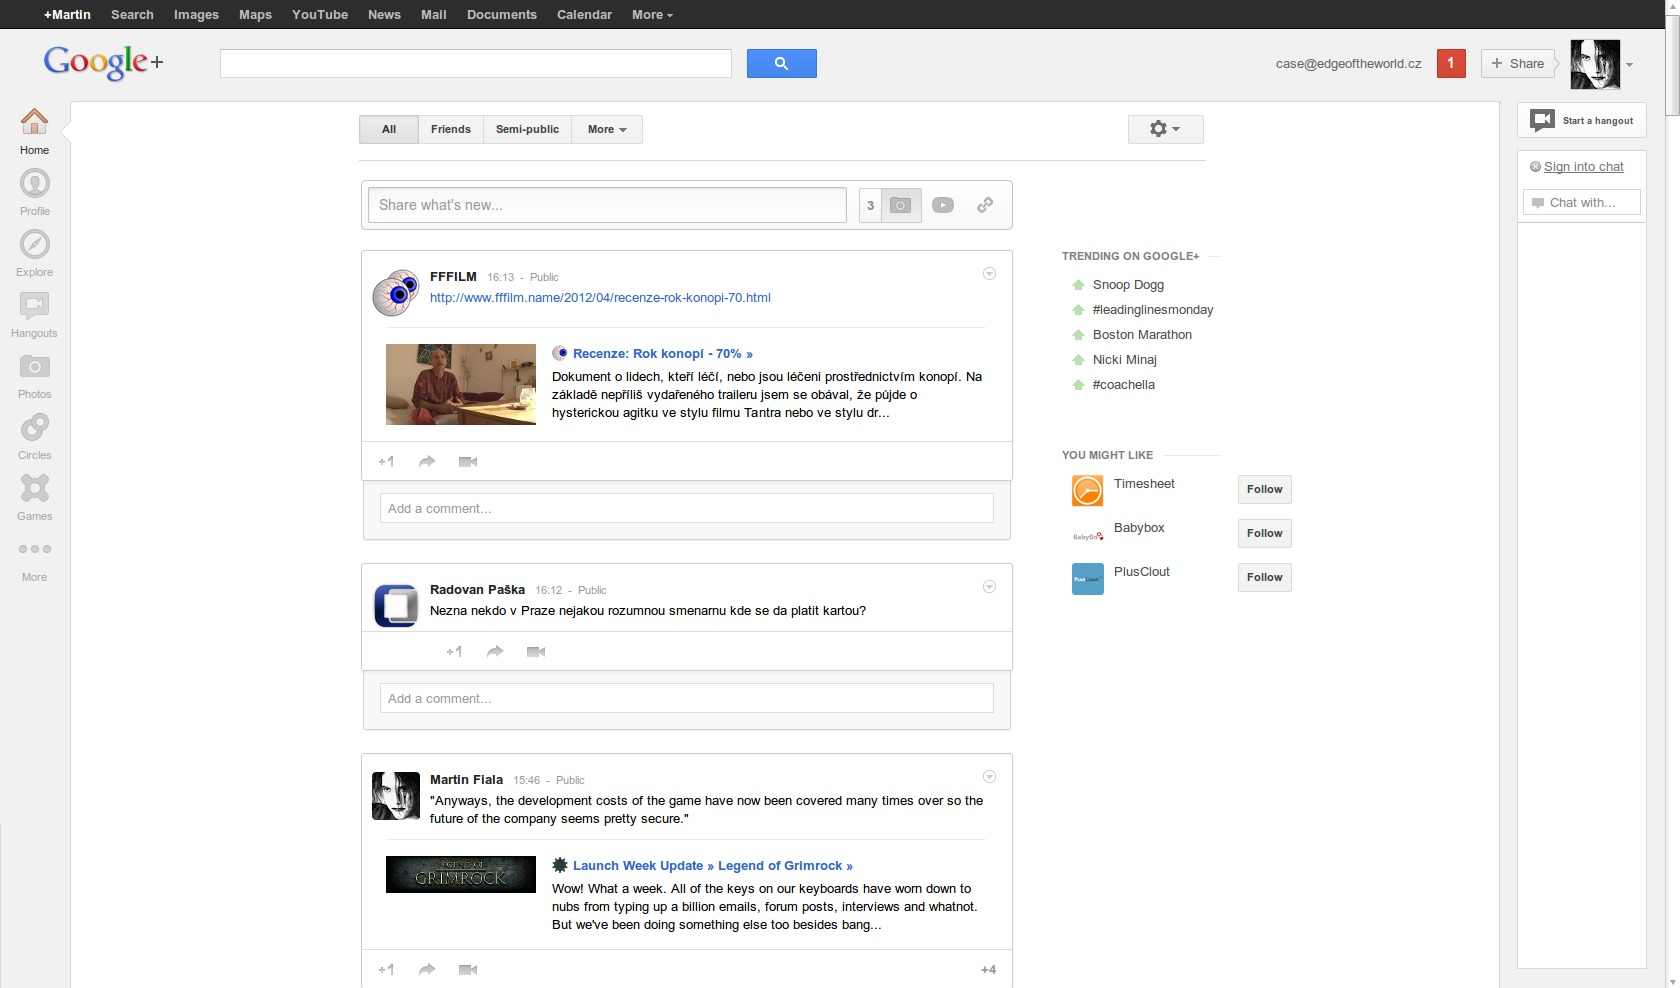 +Martin Search Images Maps YouTube News Mail Documents Calendar More
Google+
case@edgeoftheworld.cz 1 + Share
Home
Profile
Explore
Hangouts
Photos
Circles
Games
More
All Friends Semi-public More
Share what's new... 3
FFFILM 16:13 - Public
http://www.fffilm.name/2012/04/recenze-rok-konopi-70.html
Recenze: Rok konopí - 70% »
Dokument o lidech, kteří léčí, nebo jsou léčeni prostřednictvím konopí. Na
základě nepříliš vydařeného traileru jsem se obával, že půjde o
hysterickou agitku ve stylu filmu Tantra nebo ve stylu dr...
+1
Add a comment...
Radovan Paška 16:12 - Public
Nezna nekdo v Praze nejakou rozumnou smenarnu kde se da platit kartou?
+1
Add a comment...
Martin Fiala 15:46 - Public
"Anyways, the development costs of the game have now been covered many times over so the
future of the company seems pretty secure."
LEGEND OF
GRIMROCK
Launch Week Update » Legend of Grimrock »
Wow! What a week. All of the keys on our keyboards have worn down to
nubs from typing up a billion emails, forum posts, interviews and whatnot.
But we've been doing something else too besides bang...
+1 +4
TRENDING ON GOOGLE+
Snoop Dogg
#leadinglinesmonday
Boston Marathon
Nicki Minaj
#coachella
YOU MIGHT LIKE
Timesheet Follow
BabyBox Babybox Follow
PlusClout PlusClout Follow
Start a hangout
Sign into chat
Chat with...